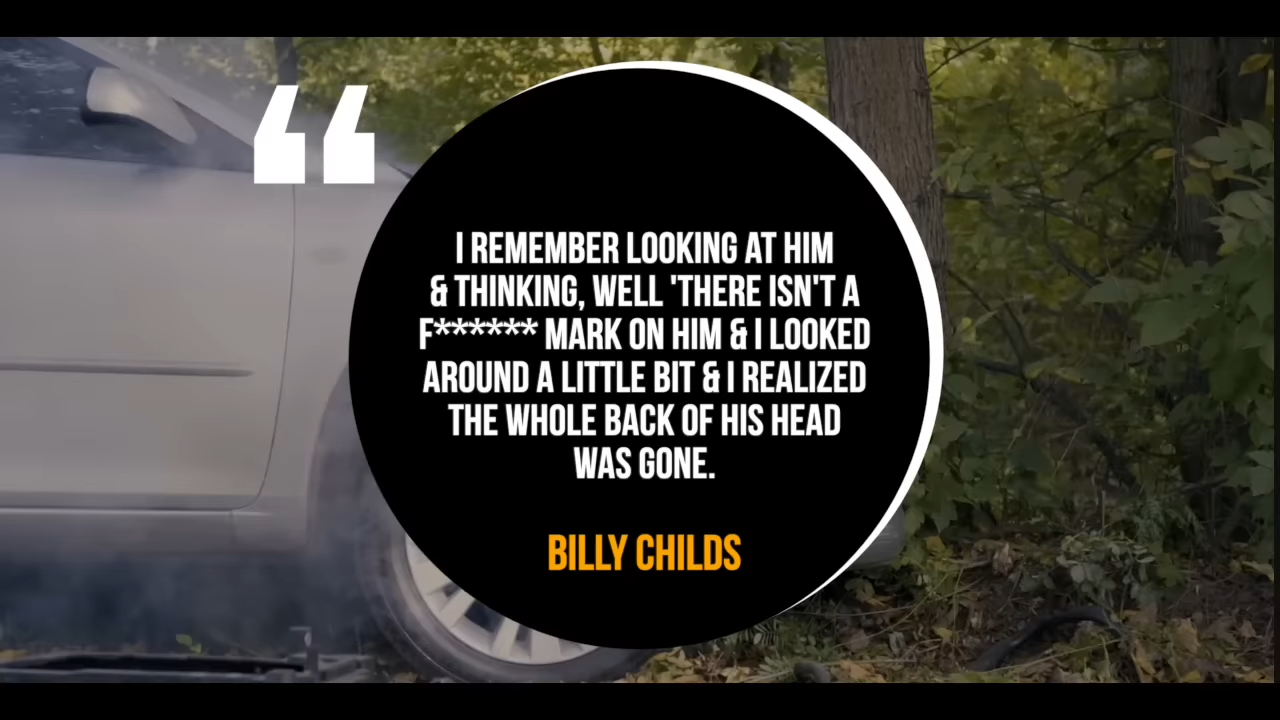 “
I REMEMBER LOOKING AT HIM
& THINKING, WELL 'THERE ISN'T A
F****** MARK ON HIM & I LOOKED
AROUND A LITTLE BIT & I REALIZED
THE WHOLE BACK OF HIS HEAD
WAS GONE.
BILLY CHILDS